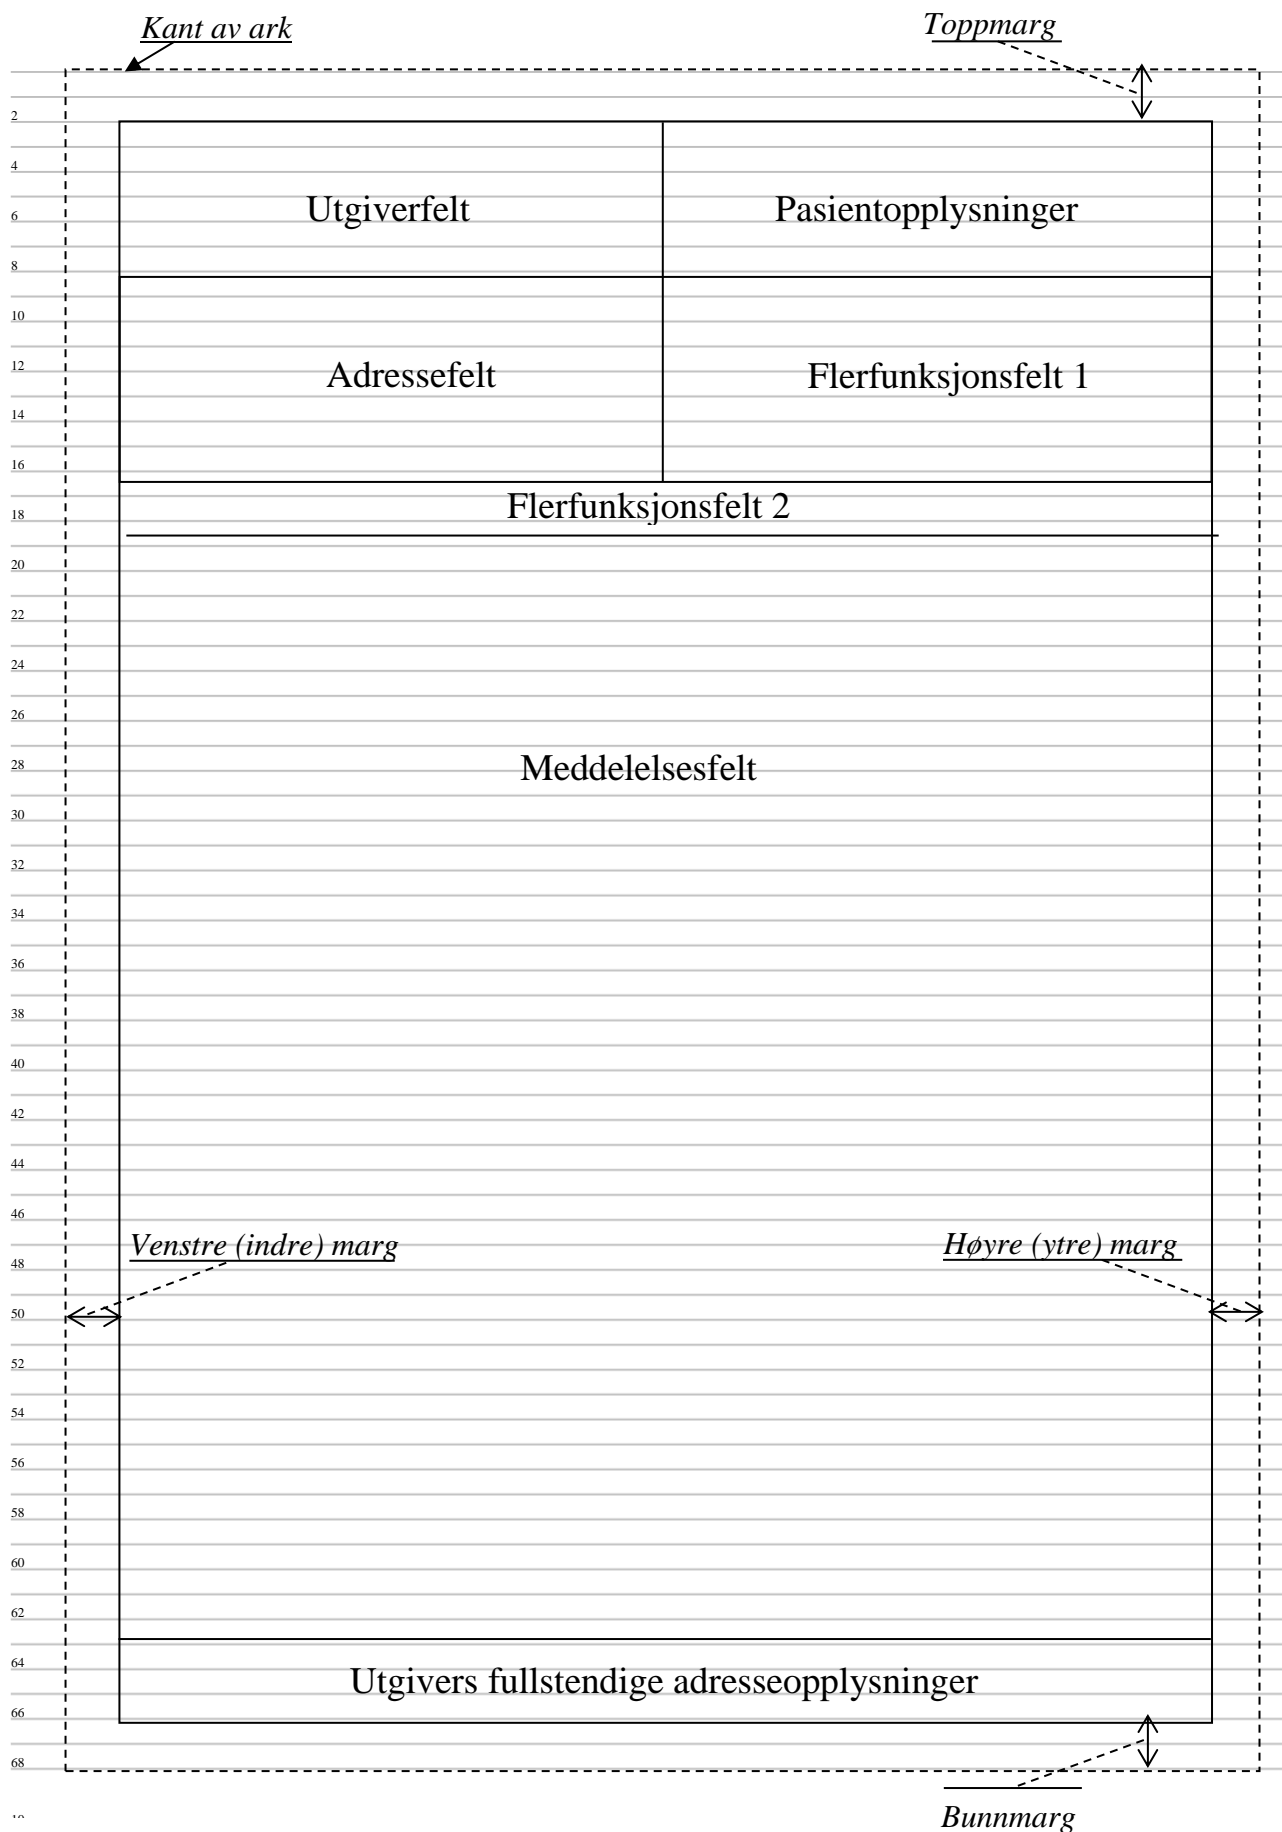 Kant av ark
Toppmarg
2
4
Utgiverfelt
Pasientopplysninger
6
8
10
12
Adressefelt
Flerfunksjonsfelt 1
14
16
Flerfunksjonsfelt 2
18
20
22
24
26
Meddelelsesfelt
28
30
32
34
36
38
40
42
44
46
Venstre (indre) marg
Høyre (ytre) marg
48
50
52
54
56
58
60
62
64
Utgivers fullstendige adresseopplysninger
66
68
Bunnmarg